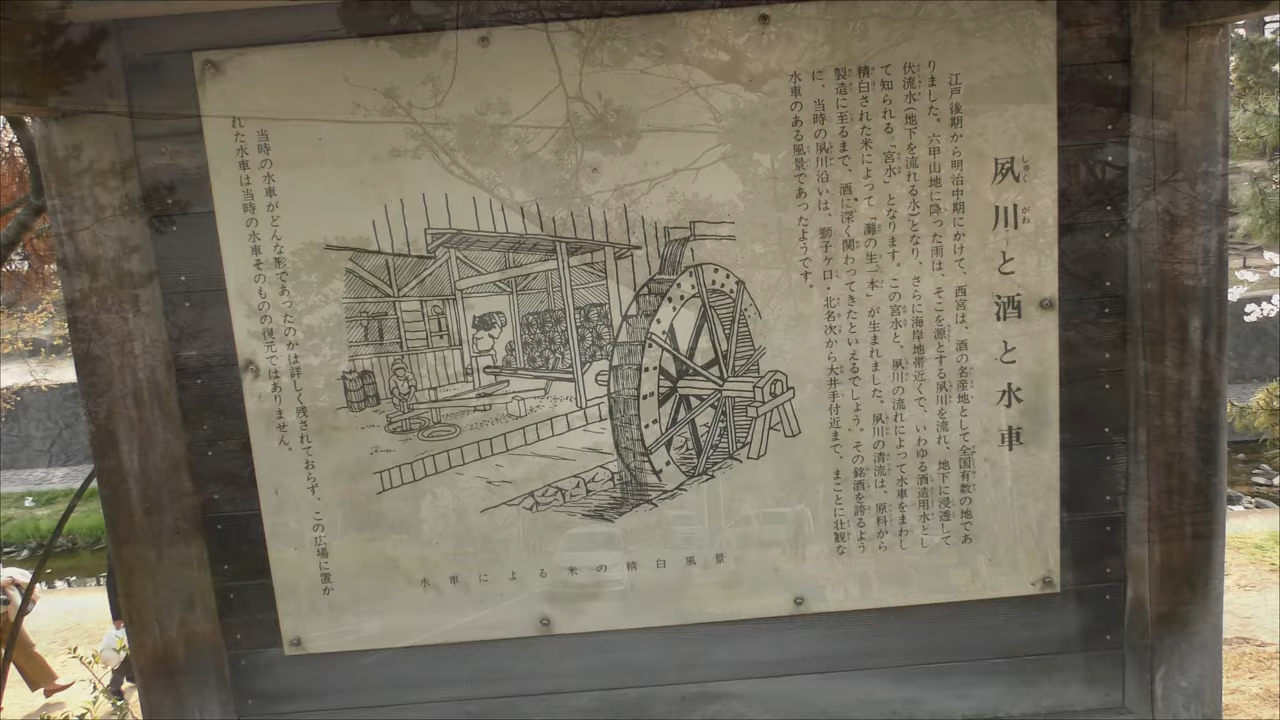 夙川と酒と水車
しゅく がわ
江戸後期から明治中期にかけて、西宮は、酒の名産地として全国有数の地であ
りました。六甲山地に降った雨は、そこを源とする夙川を流れ、地下に浸透して
伏流水（地下を流れる水）となり、さらに海岸地帯近くで、いわゆる酒造用水とし
て知られる「宮水」となります。この宮水と、夙川の流れによって水車をまわし
精白された米によって「灘の生一本」が生まれました。夙川の清流は、原料から
製造に至るまで、酒に深く関わってきたといえるでしょう。その銘酒を誇るよう
に、当時の夙川沿いは、獅子ヶ口・北名次から大井手付近まで、まことに壮観な
水車のある風景であったようです。
水車による米の精白風景
当時の水車がどんな形であったのかは詳しく残されておらず、この広場に置か
れた水車は当時の水車そのものの復元ではありません。